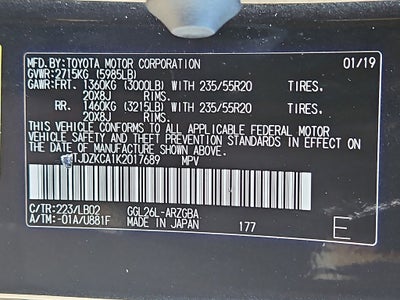 MFD.BY:TOYOTA MOTOR CORPORATION 01/19
GVWR:2715KG (5985LB)
GAWR:FRT. 1360KG (3000LB) WITH 235/55R20 TIRES.
20X8J RIMS.
RR. 1460KG (3215LB) WITH 235/55R20 TIRES.
20X8J RIMS.
THIS VEHICLE CONFORMS TO ALL APPLICABLE FEDERAL MOTOR
VEHICLE SAFETY AND THEFT PREVENTION STANDARDS IN EFFECT ON
THE DATE OF MANUFACTURE SHOWN ABOVE.
TJDZKCA1K2017689 MPV
C/TR:223/LB02 GGL26L-ARZGBA
A/TM:-01A/U881F MADE IN JAPAN 177 E